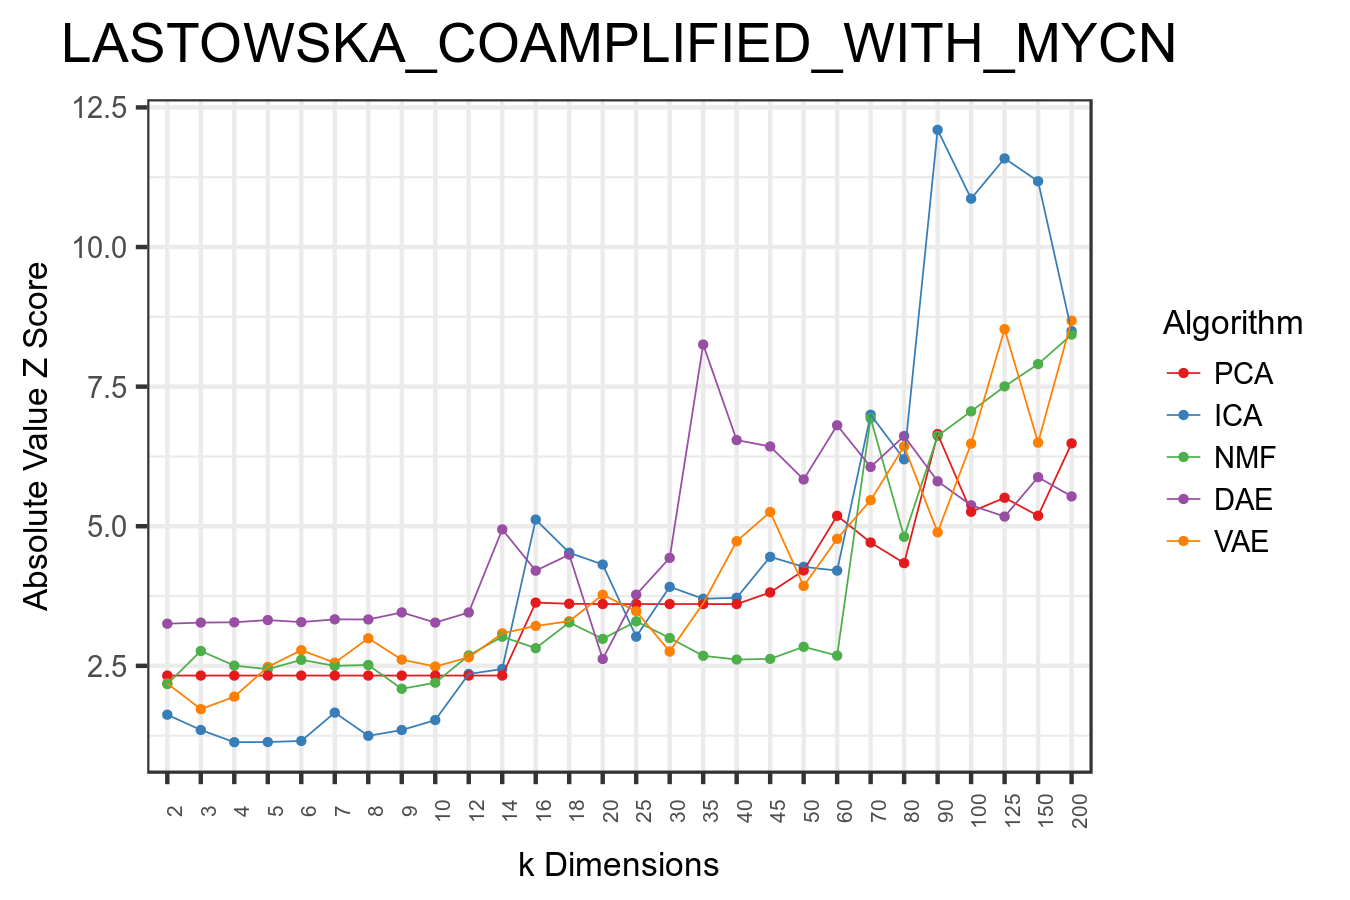 LASTOWSKA_COAMPLIFIED_WITH_MYCN
Absolute Value Z Score
12.5
10.0
7.5
5.0
2.5
2 3 4 5 6 7 8 9 10 12 14 16 18 20 25 30 35 40 45 50 60 70 80 90 100 125 150 200
k Dimensions
Algorithm
PCA
ICA
NMF
DAE
VAE